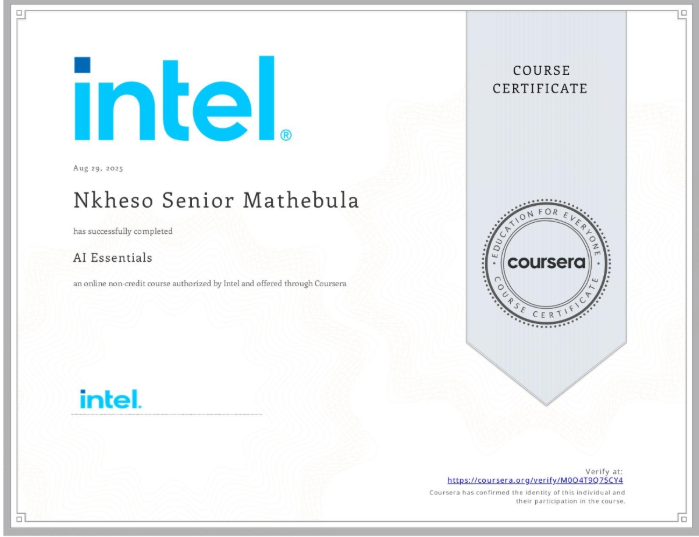 intel.®
COURSE
CERTIFICATE
Aug 29, 2025
Nkheso Senior Mathebula
has successfully completed
AI Essentials
an online non-credit course authorized by Intel and offered through Coursera
EDUCATION FOR EVERYONE
coursera
COURSE CERTIFICATE
intel.
Verify at:
https://coursera.org/verify/M0O4T9Q75CY4
Coursera has confirmed the identity of this individual and
their participation in the course.